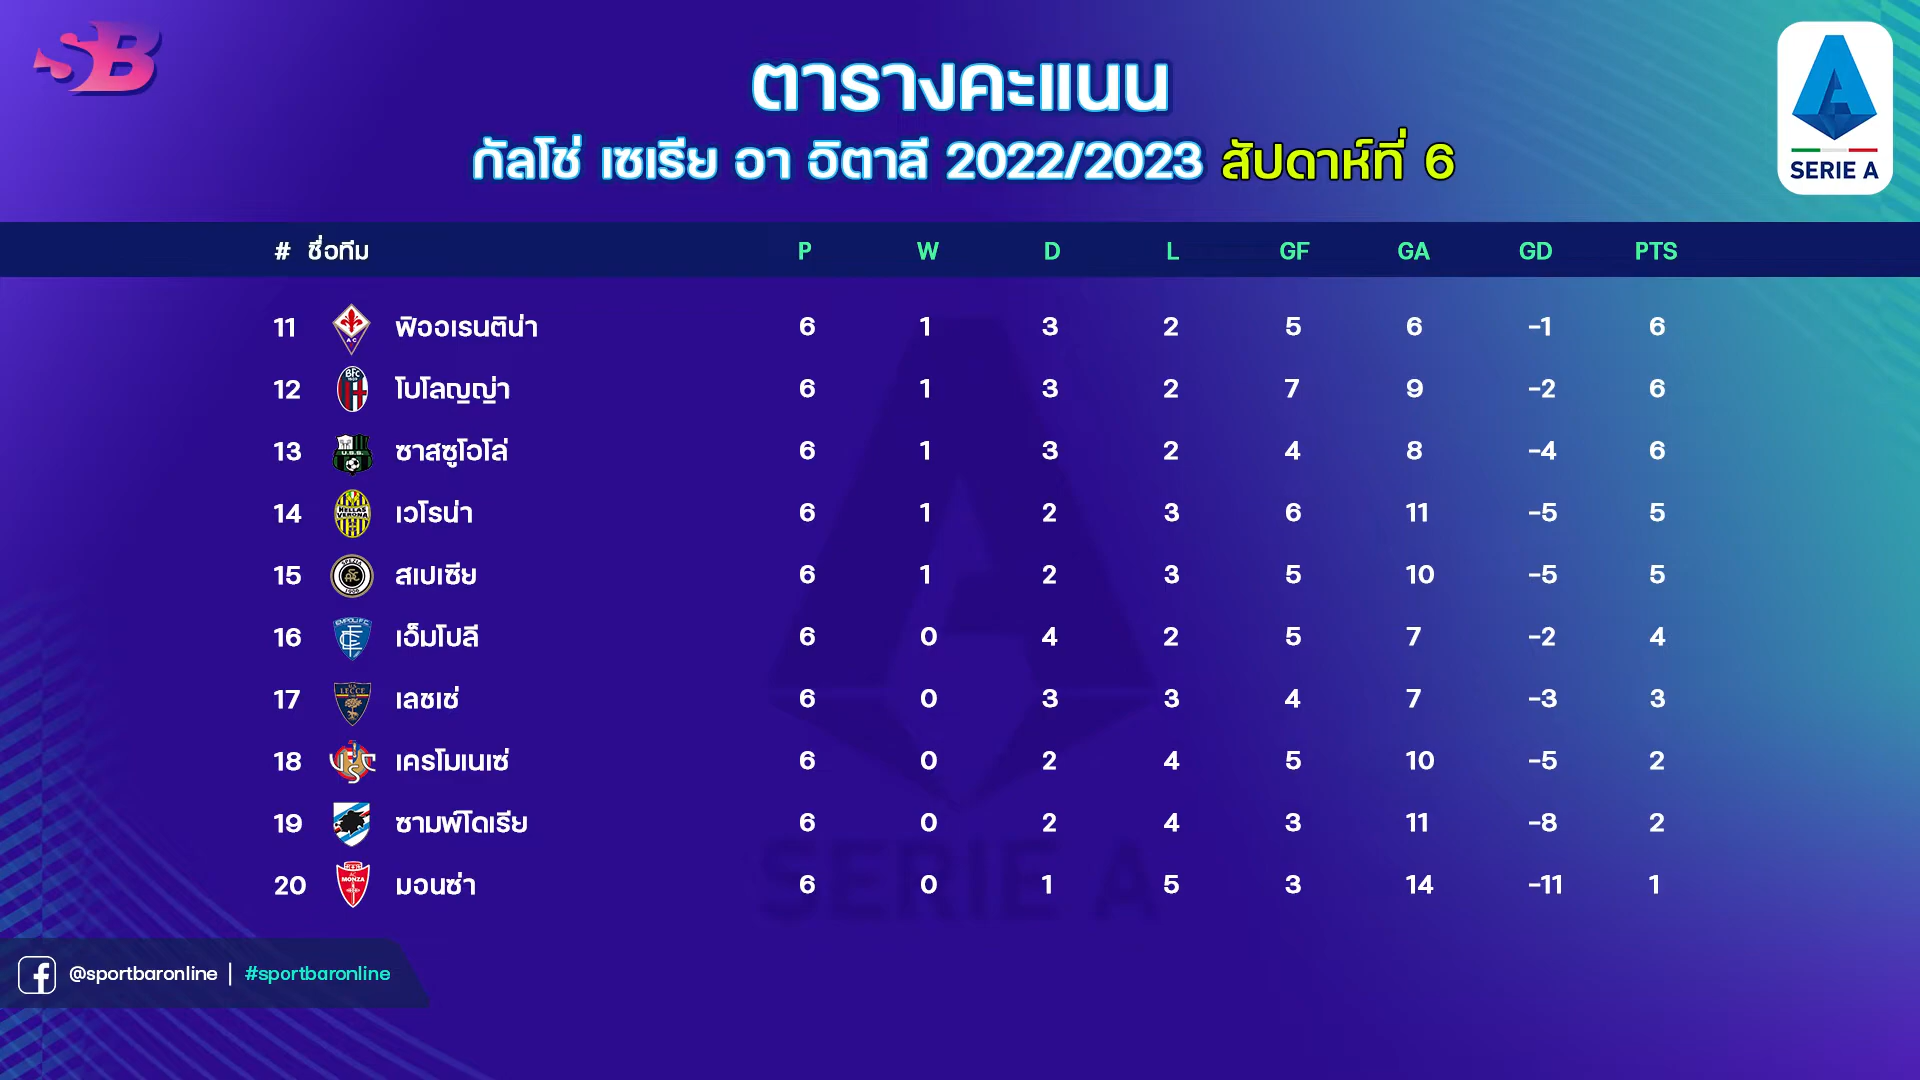 SB
ตารางคะแนน
กัลโช่ เซเรีย อา อิตาลี 2022/2023 สัปดาห์ที่ 6
SERIE A
# ชื่อทีม P W D L GF GA GD PTS
11 ฟิออเรนติน่า 6 1 3 2 5 6 -1 6
12 โบโลญญ่า 6 1 3 2 7 9 -2 6
13 ซาสซูโอโล่ 6 1 3 2 4 8 -4 6
14 เวโรน่า 6 1 2 3 6 11 -5 5
15 สเปเซีย 6 1 2 3 5 10 -5 5
16 เอ็มโปลี 6 0 4 2 5 7 -2 4
17 เลชเช่ 6 0 3 3 4 7 -3 3
18 เครโมเนเซ่ 6 0 2 4 5 10 -5 2
19 ซามพ์โดเรีย 6 0 2 4 3 11 -8 2
20 มอนซ่า 6 0 1 5 3 14 -11 1
SERIE A
@sportbaronline | #sportbaronline